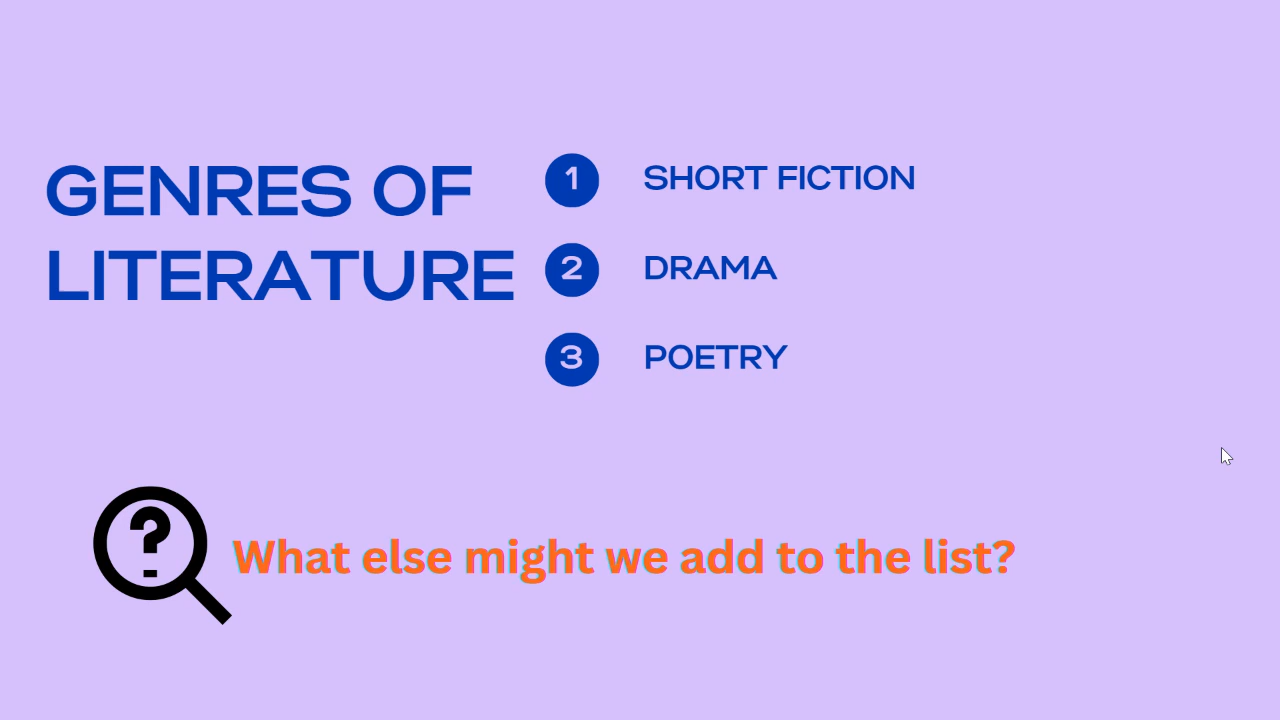 GENRES OF
LITERATURE
1 SHORT FICTION
2 DRAMA
3 POETRY
?
What else might we add to the list?